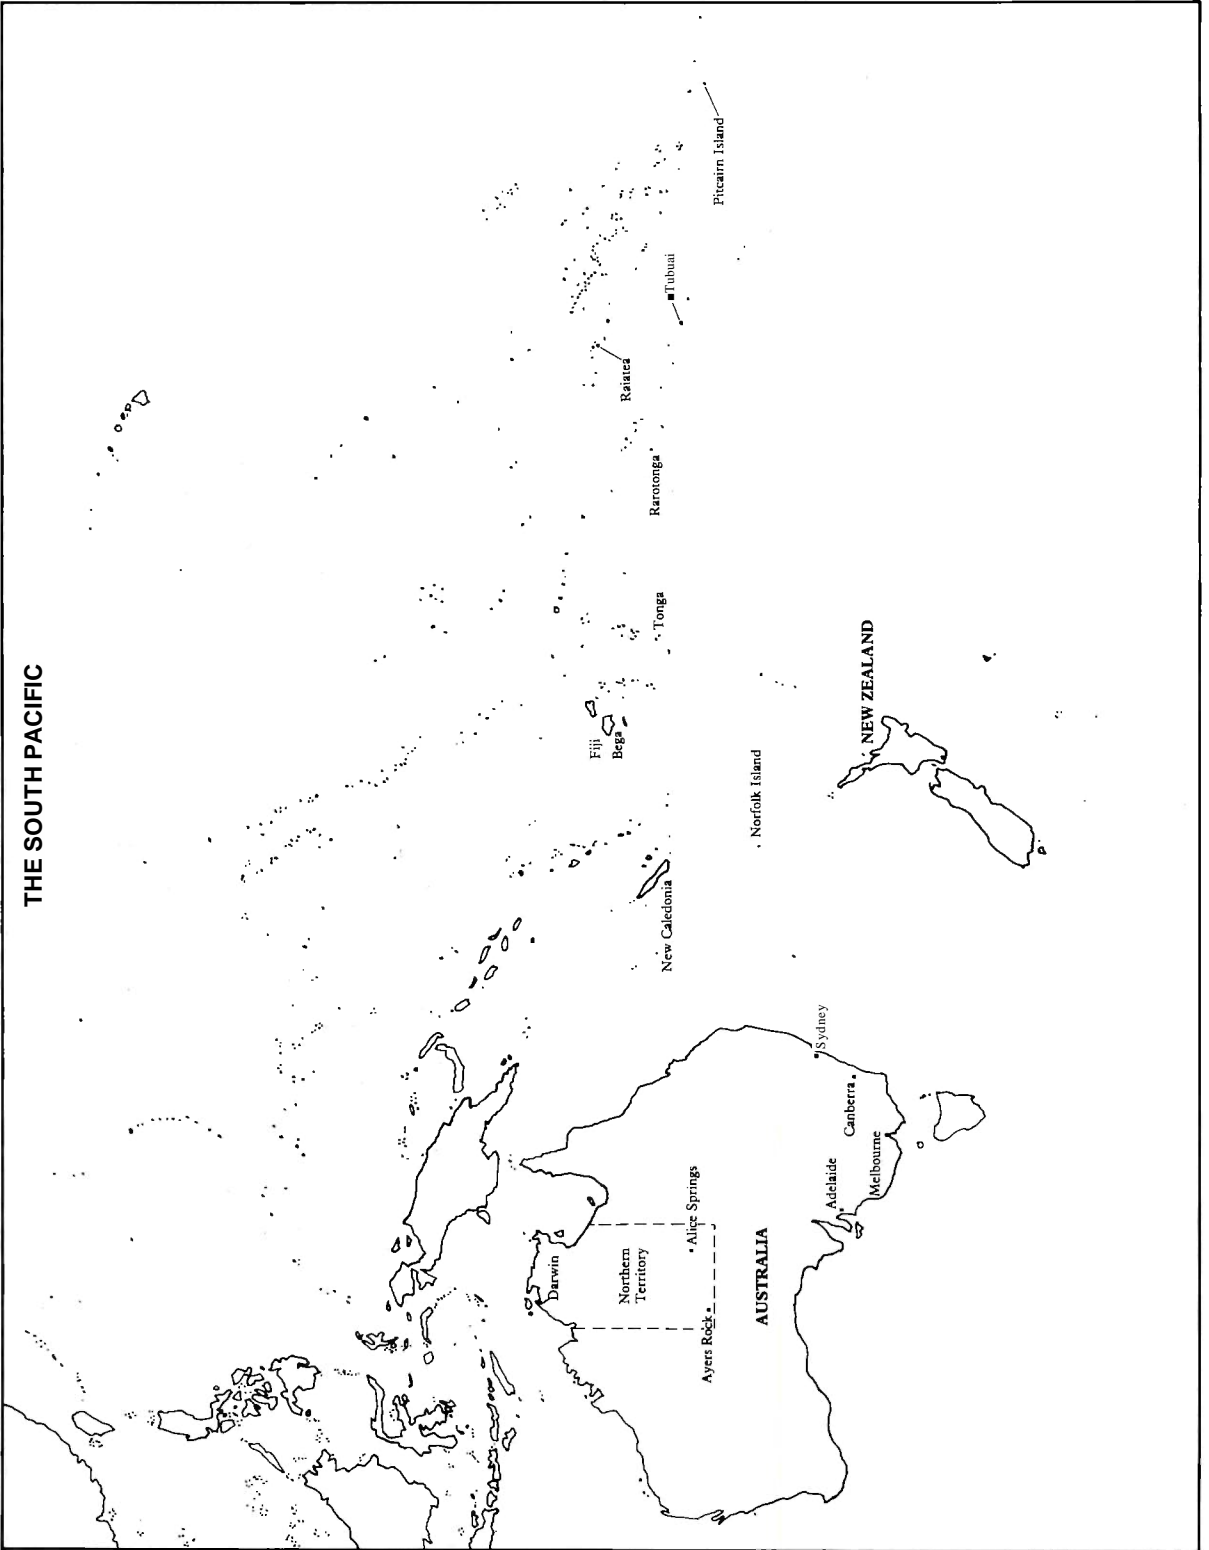 THE SOUTH PACIFIC
Pitcairn Island
Tubuai
Raiatea
Rarotonga
Tonga
Fiji
Bega
NEW ZEALAND
Norfolk Island
New Caledonia
Sydney
Canberra
Melbourne
Adelaide
Alice Springs
Darwin
Northern
Territory
AUSTRALIA
Ayers Rock